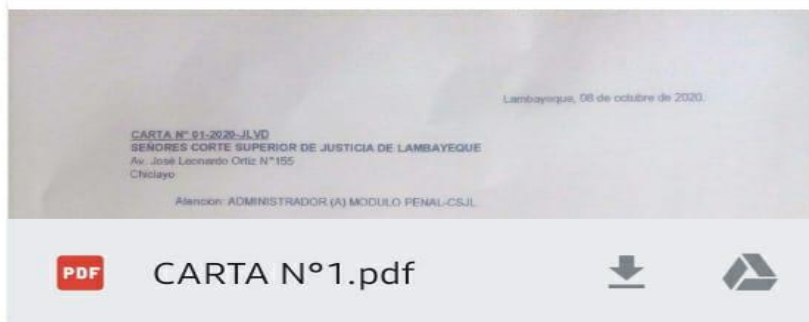 Lambayeque, 08 de octubre de 2020.
CARTA N° 01-2020-JLVD
SEÑORES CORTE SUPERIOR DE JUSTICIA DE LAMBAYEQUE
Av. José Leonardo Ortiz N°155
Chiclayo
Atención: ADMINISTRADOR (A) MODULO PENAL-CSJL
PDF CARTA N°1.pdf